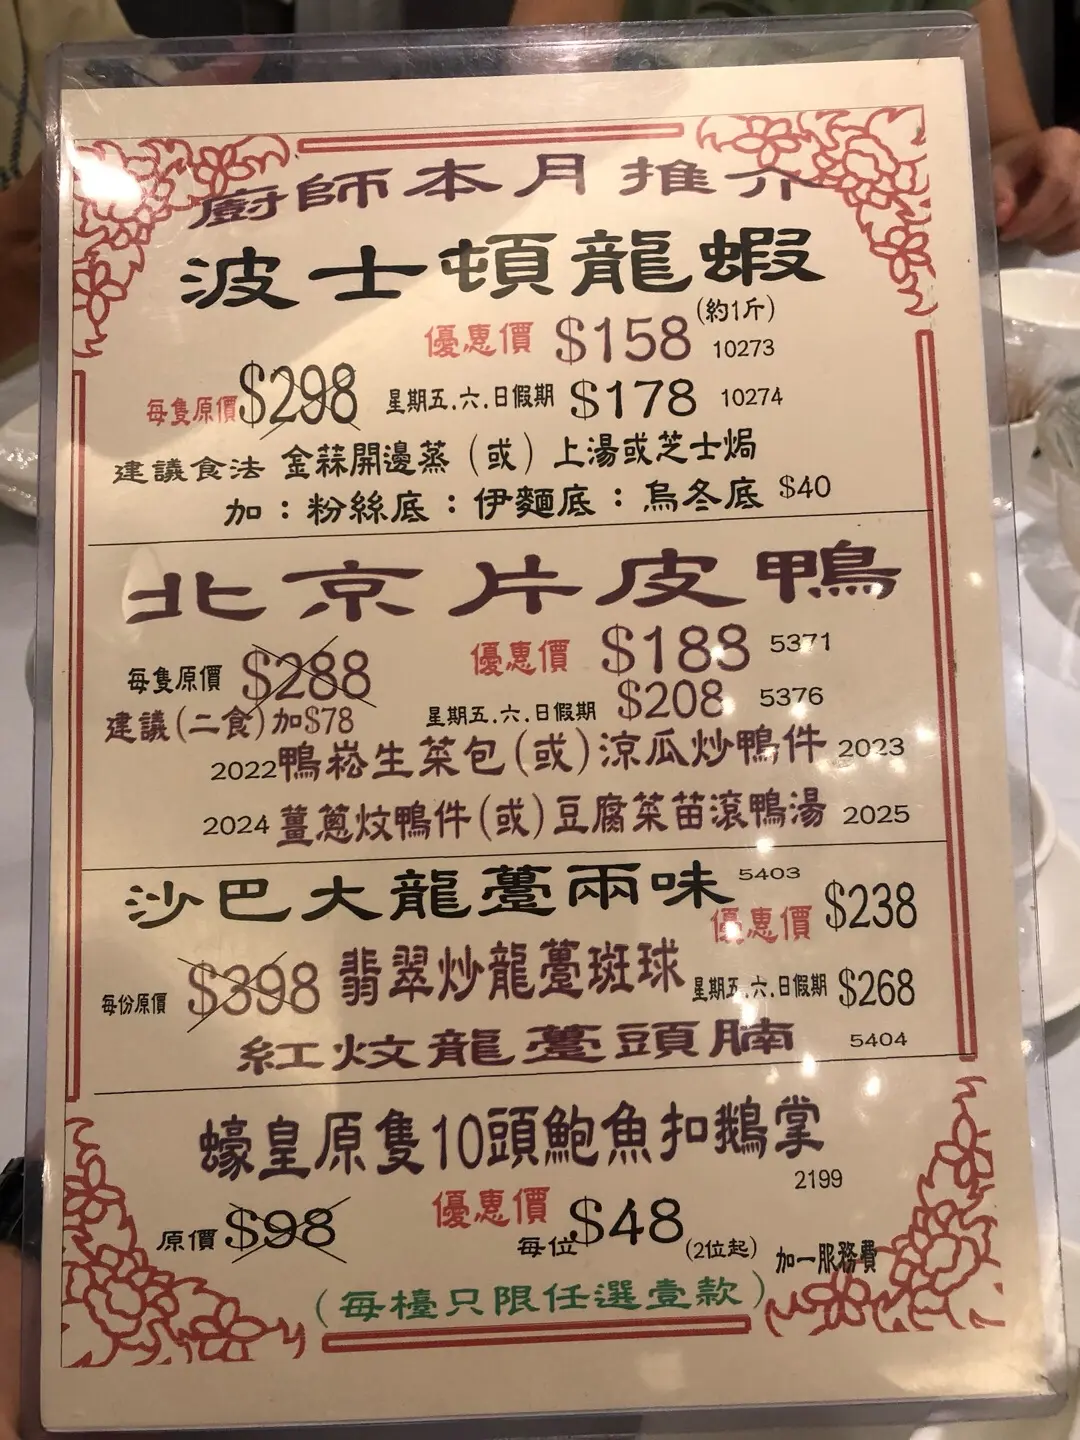 廚師本月推介
波士頓龍蝦
(約1斤)
優惠價 $158 10273
每隻原價 $298 星期五.六.日假期 $178 10274
建議食法 金蒜開邊蒸(或)上湯或芝士焗
加：粉絲底：伊麵底：烏冬底 $40
北京片皮鴨
每隻原價 $288 優惠價 $188 5371
建議(二食)加$78 星期五.六.日假期 $208 5376
2022 鴨崧生菜包(或)涼瓜炒鴨件 2023
2024 薑蔥炆鴨件(或)豆腐菜苗滾鴨湯 2025
沙巴大龍躉兩味 5403
優惠價 $238
每份原價 $398 翡翠炒龍躉斑球 星期五.六.日假期 $268
紅炆龍躉頭腩 5404
蠔皇原隻10頭鮑魚扣鵝掌
2199
原價 $98 優惠價 每位 $48 (2位起) 加一服務費
(每檯只限任選壹款)